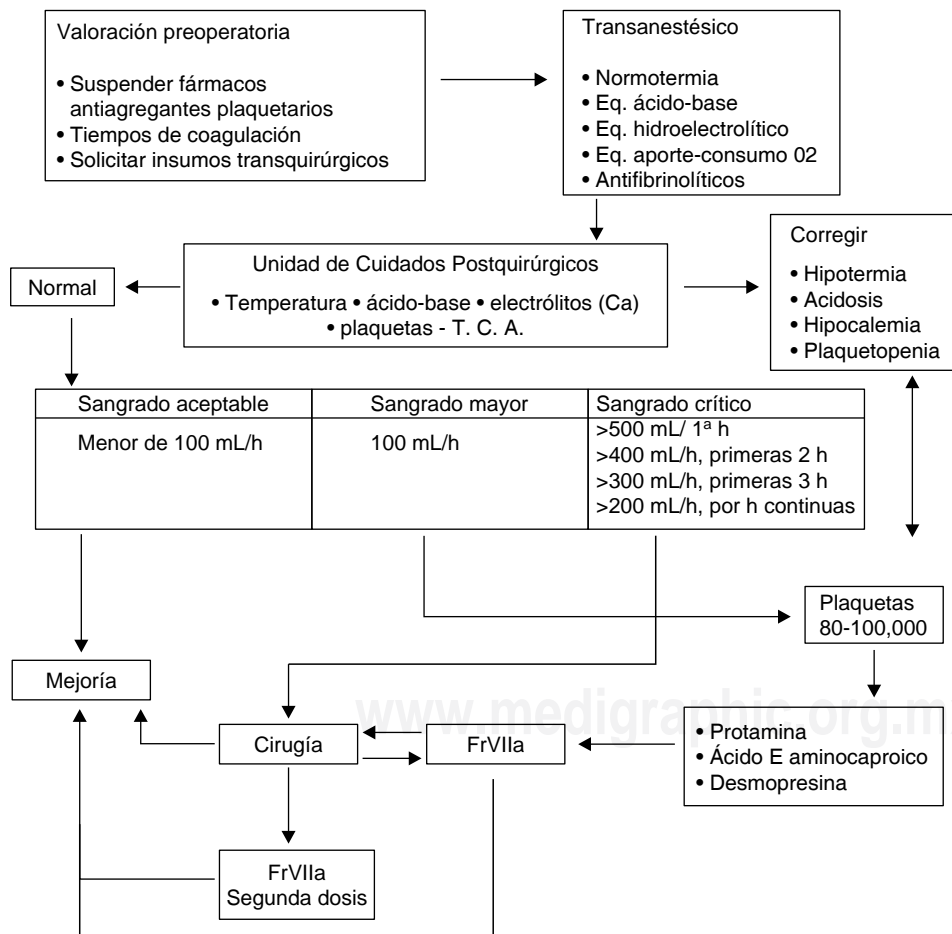 Valoración preoperatoria
• Suspender fármacos
antiagregantes plaquetarios
• Tiempos de coagulación
• Solicitar insumos transquirúrgicos
Transanestésico
• Normotermia
• Eq. ácido-base
• Eq. hidroelectrolítico
• Eq. aporte-consumo 02
• Antifibrinolíticos
Unidad de Cuidados Postquirúrgicos
• Temperatura • ácido-base • electrólitos (Ca)
• plaquetas - T. C. A.
Normal
Corregir
• Hipotermia
• Acidosis
• Hipocalemia
• Plaquetopenia
Sangrado aceptable
Menor de 100 mL/h
Sangrado mayor
100 mL/h
Sangrado crítico
>500 mL/ 1ª h
>400 mL/h, primeras 2 h
>300 mL/h, primeras 3 h
>200 mL/h, por h continuas
Plaquetas
80-100,000
Mejoría
www.medigraphic.org.m
Cirugía
FrVIIa
• Protamina
• Ácido E aminocaproico
• Desmopresina
FrVIIa
Segunda dosis